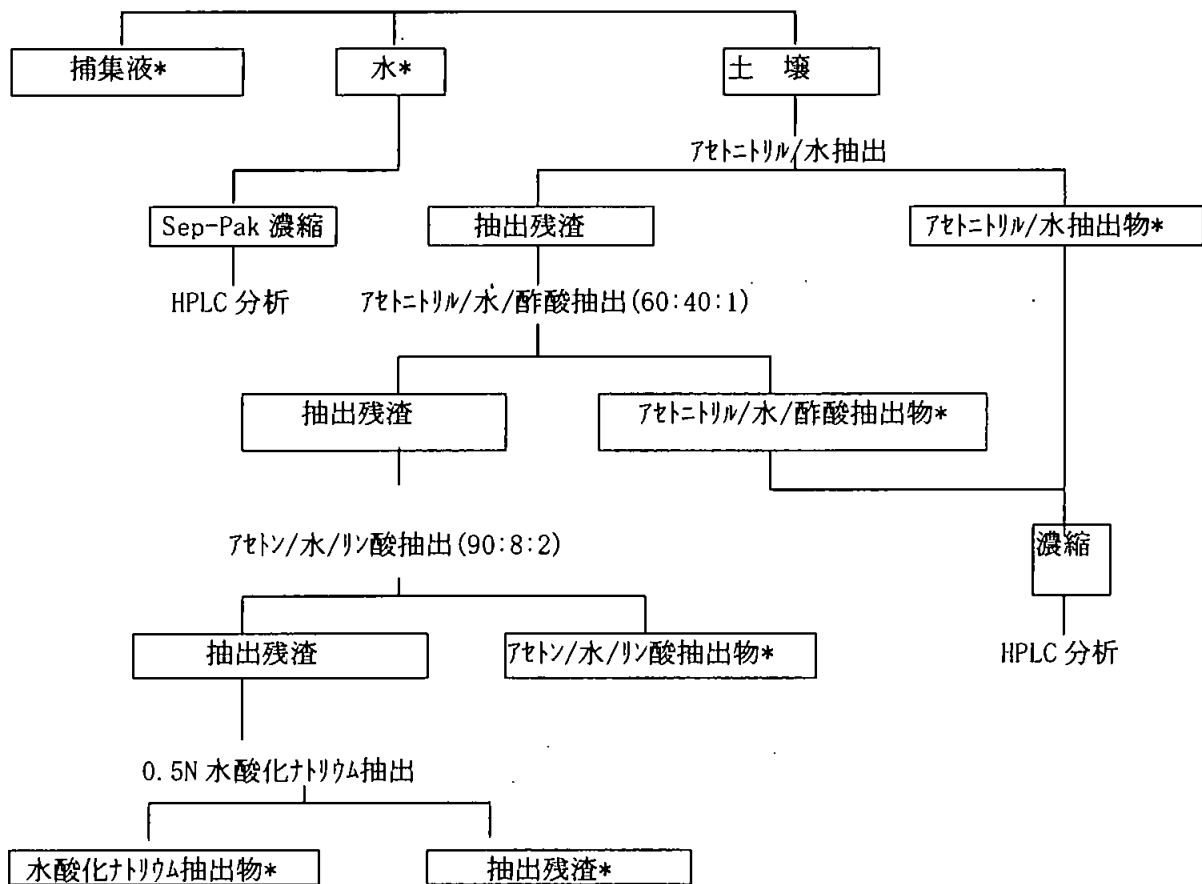 捕集液*
水*
土　壌
ｱｾﾄﾆﾄﾘﾙ/水抽出
Sep-Pak 濃縮
抽出残渣
ｱｾﾄﾆﾄﾘﾙ/水抽出物*
HPLC 分析
ｱｾﾄﾆﾄﾘﾙ/水/酢酸抽出(60:40:1)
抽出残渣
ｱｾﾄﾆﾄﾘﾙ/水/酢酸抽出物*
ｱｾﾄﾝ/水/リン酸抽出(90:8:2)
濃縮
抽出残渣
ｱｾﾄﾝ/水/リン酸抽出物*
HPLC 分析
0.5N 水酸化ﾅﾄﾘｳﾑ抽出
水酸化ﾅﾄﾘｳﾑ抽出物*
抽出残渣*